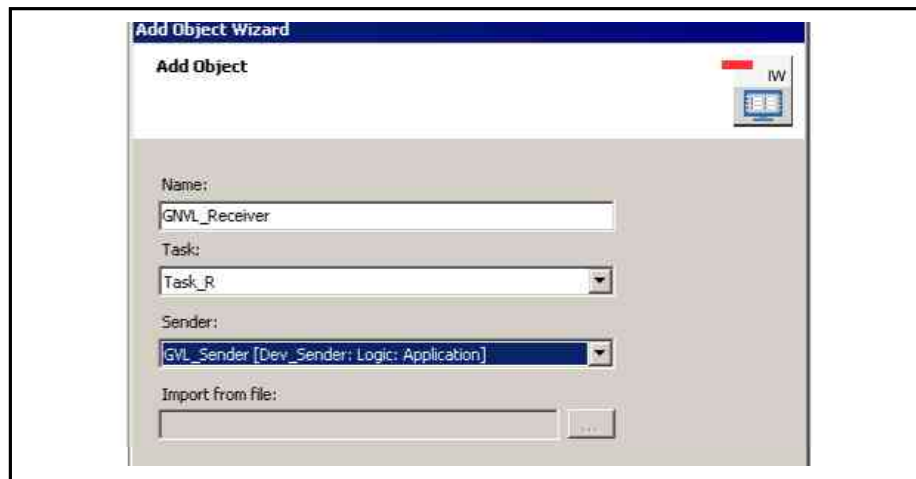 Add Object Wizard
Add Object
IW
Name:
GNVL_Receiver
Task:
Task_R
Sender:
GVL_Sender [Dev_Sender: Logic: Application]
Import from file:
...